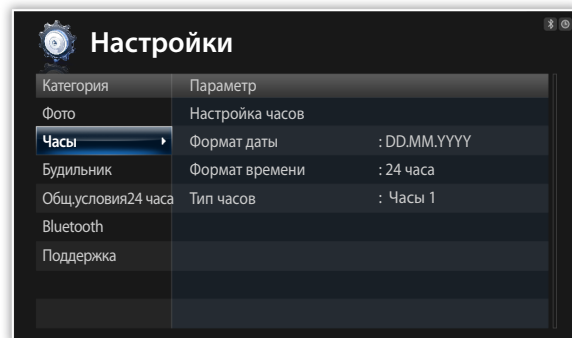 Настройки
Категория Параметр
Фото Настройка часов
Часы Формат даты : DD.MM.YYYY
Будильник Формат времени : 24 часа
Общ.условия24 часа Тип часов : Часы 1
Bluetooth
Поддержка